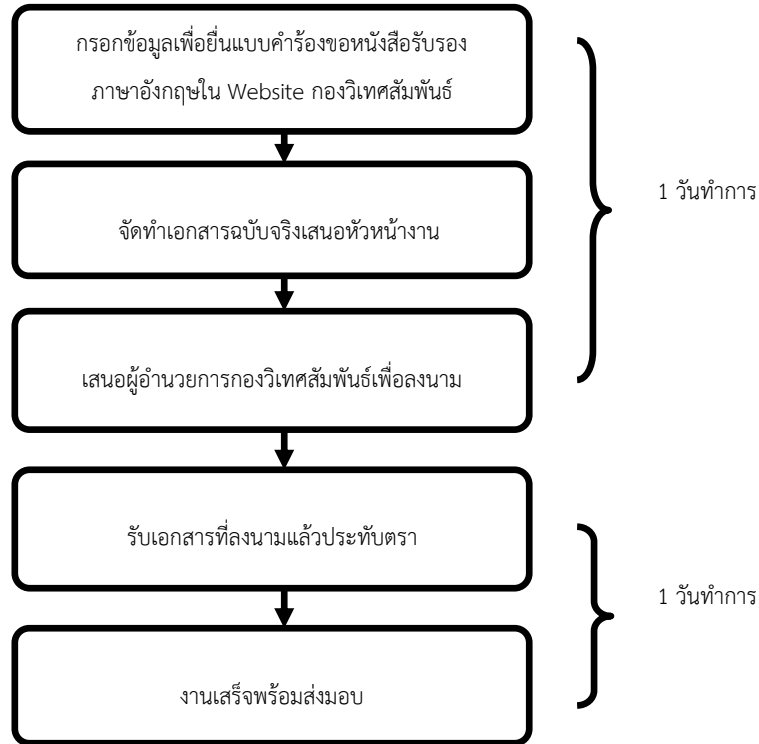 กรอกข้อมูลเพื่อยื่นแบบคำร้องขอหนังสือรับรอง
ภาษาอังกฤษใน Website กองวิเทศสัมพันธ์
จัดทำเอกสารฉบับจริงเสนอหัวหน้างาน
1 วันทำการ
เสนอผู้อำนวยการกองวิเทศสัมพันธ์เพื่อลงนาม
รับเอกสารที่ลงนามแล้วประทับตรา
1 วันทำการ
งานเสร็จพร้อมส่งมอบ